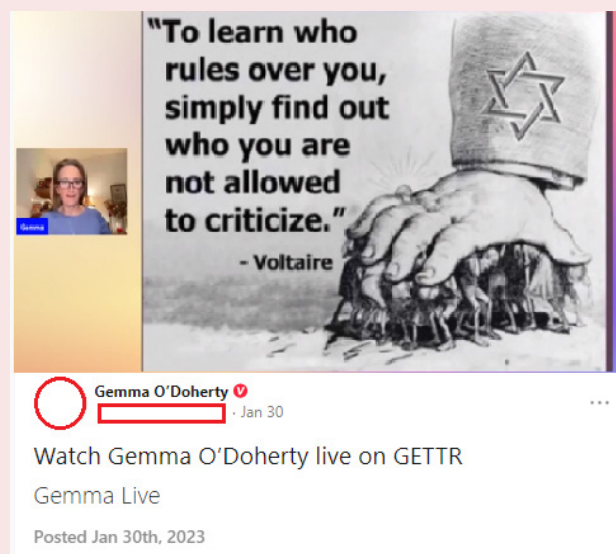 "To learn who
rules over you,
simply find out
who you are
not allowed
to criticize."
- Voltaire
Gemma
Gemma O'Doherty V
· Jan 30
Watch Gemma O'Doherty live on GETTR
Gemma Live
Posted Jan 30th, 2023